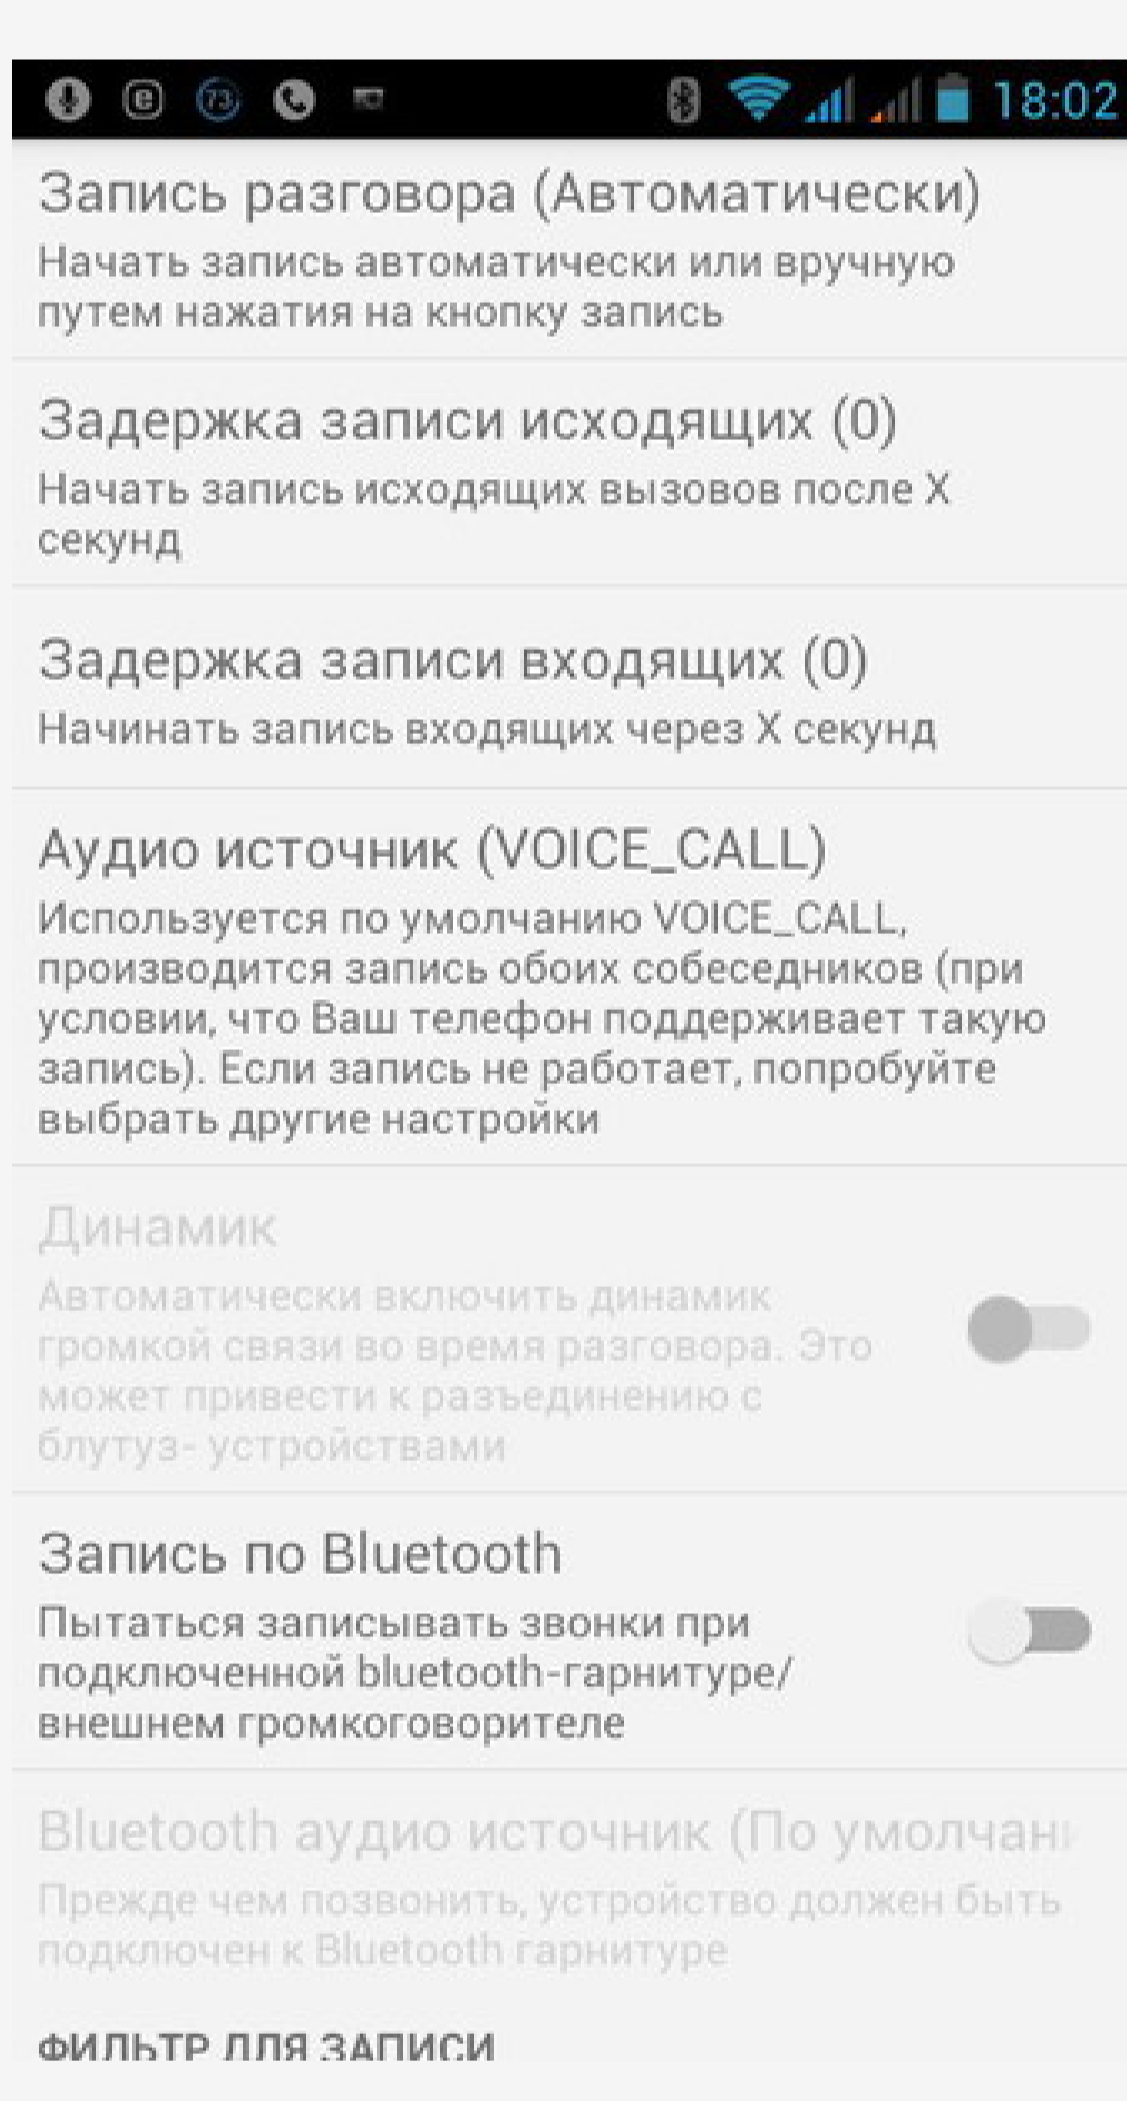 73
18:02
Запись разговора (Автоматически)
Начать запись автоматически или вручную
путем нажатия на кнопку запись
Задержка записи исходящих (0)
Начать запись исходящих вызовов после X
секунд
Задержка записи входящих (0)
Начинать запись входящих через X секунд
Аудио источник (VOICE_CALL)
Используется по умолчанию VOICE_CALL,
производится запись обоих собеседников (при
условии, что Ваш телефон поддерживает такую
запись). Если запись не работает, попробуйте
выбрать другие настройки
Динамик
Автоматически включить динамик
громкой связи во время разговора. Это
может привести к разъединению с
блутуз- устройствами
Запись по Bluetooth
Пытаться записывать звонки при
подключенной bluetooth-гарнитуре/
внешнем громкоговорителе
Bluetooth аудио источник (По умолчани
Прежде чем позвонить, устройство должен быть
подключен к Bluetooth гарнитуре
ФИЛЬТР ДЛЯ ЗАПИСИ